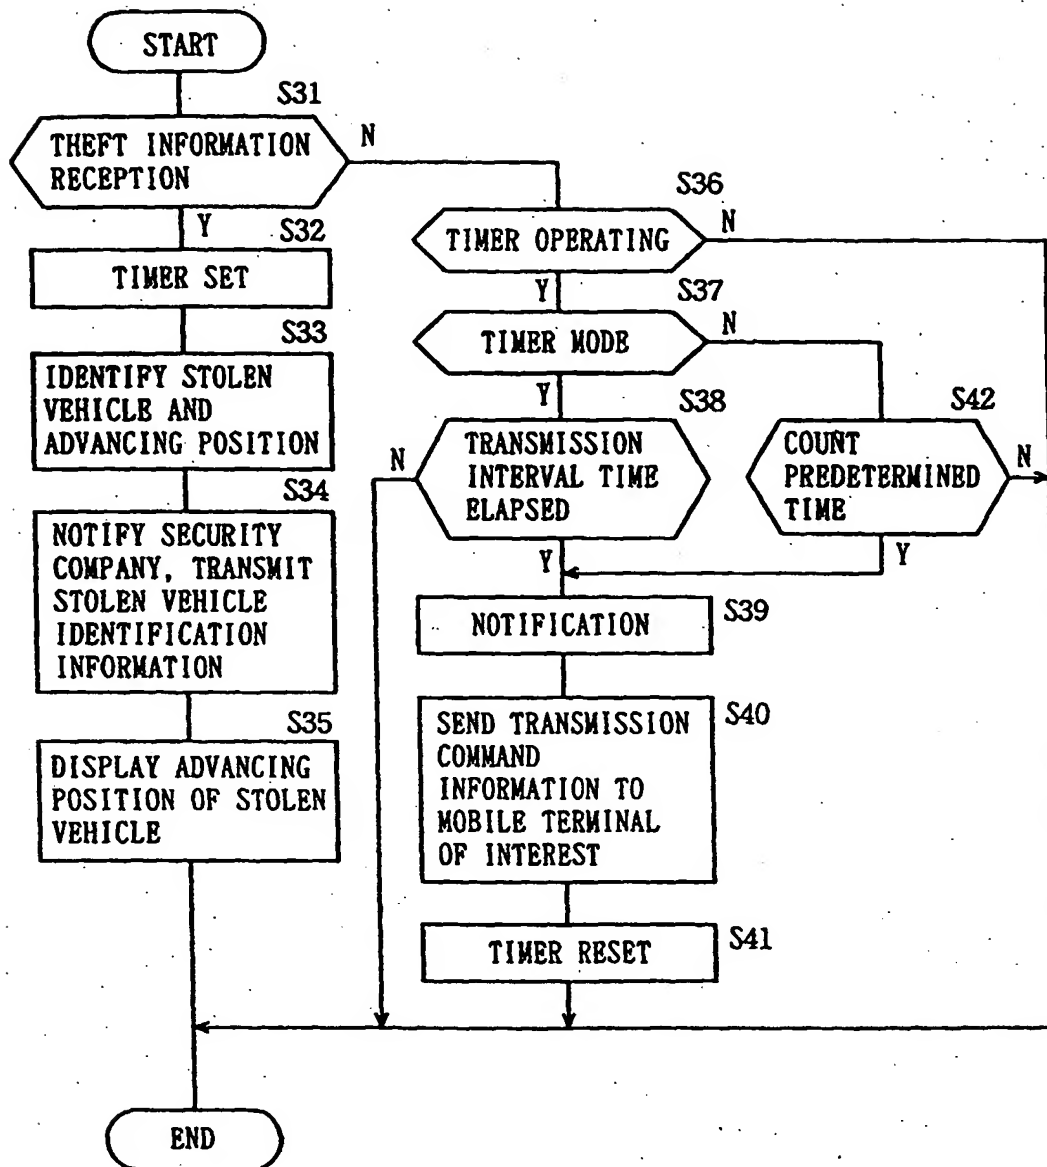 START
S31
THEFT INFORMATION
RECEPTION
N
Y
S32
TIMER SET
S33
IDENTIFY STOLEN
VEHICLE AND
ADVANCING POSITION
S34
NOTIFY SECURITY
COMPANY, TRANSMIT
STOLEN VEHICLE
IDENTIFICATION
INFORMATION
S35
DISPLAY ADVANCING
POSITION OF STOLEN
VEHICLE
S36
TIMER OPERATING
N
Y
S37
TIMER MODE
N
Y
S38
TRANSMISSION
INTERVAL TIME
ELAPSED
N
Y
S42
COUNT
PREDETERMINED
TIME
N
Y
NOTIFICATION
S39
SEND TRANSMISSION
COMMAND
INFORMATION TO
MOBILE TERMINAL
OF INTEREST
S40
TIMER RESET
S41
END